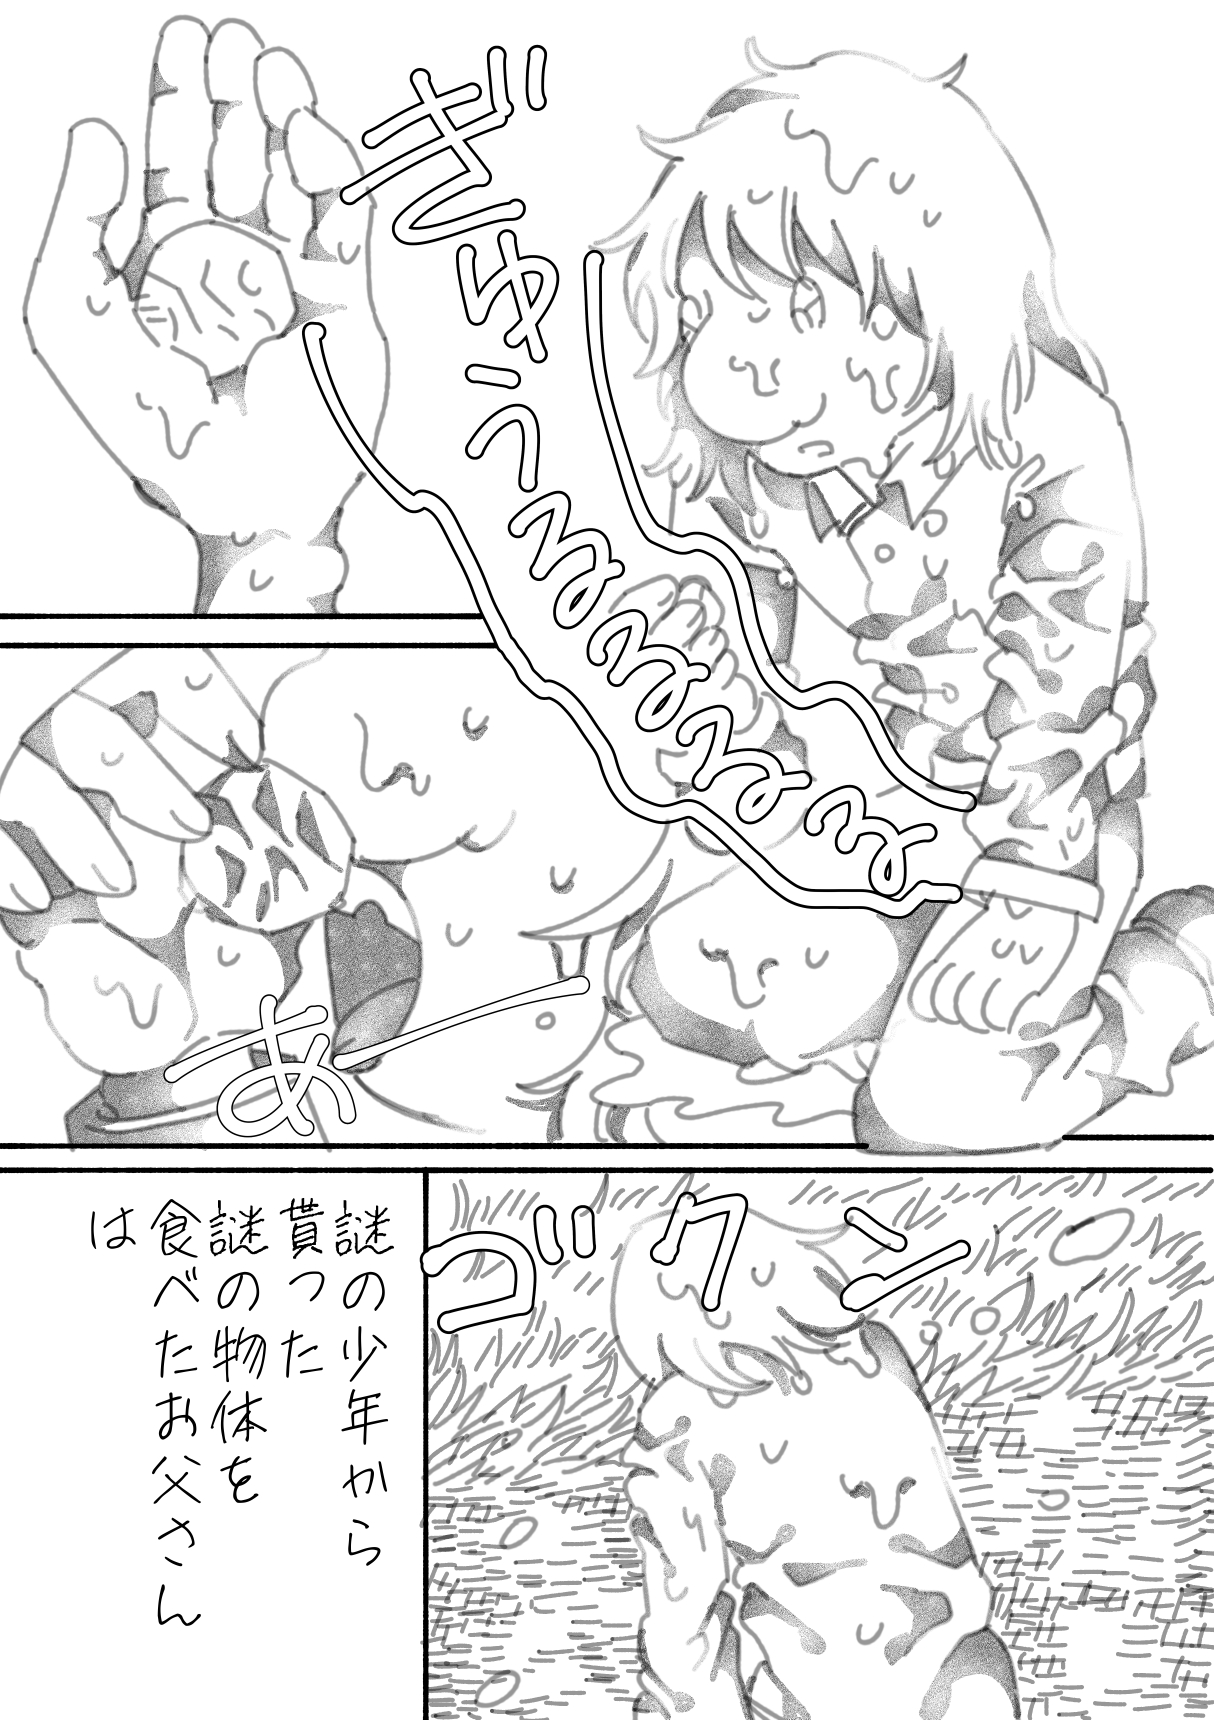 ぎゅうるるるるるる
あー
ゴクン
謎の少年から
貰った
謎の物体を
食べたお父さん
は